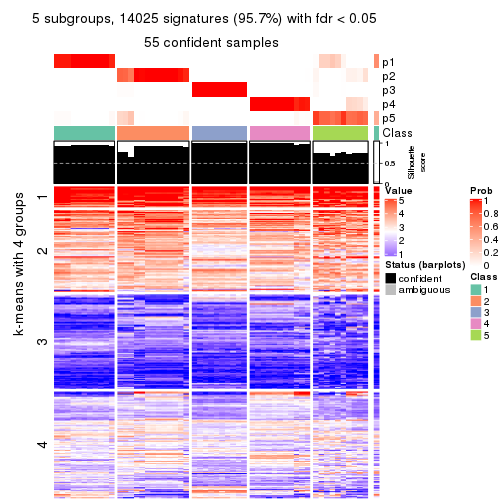 5 subgroups, 14025 signatures (95.7%) with fdr < 0.05
55 confident samples
p1
p2
p3
p4
p5
Class
1
0.5
0
Silhouette
score
k-means with 4 groups
1
2
3
4
Value
5
4
3
2
1
Status (barplots)
confident
ambiguous
Prob
1
0.8
0.6
0.4
0.2
0
Class
1
2
3
4
5